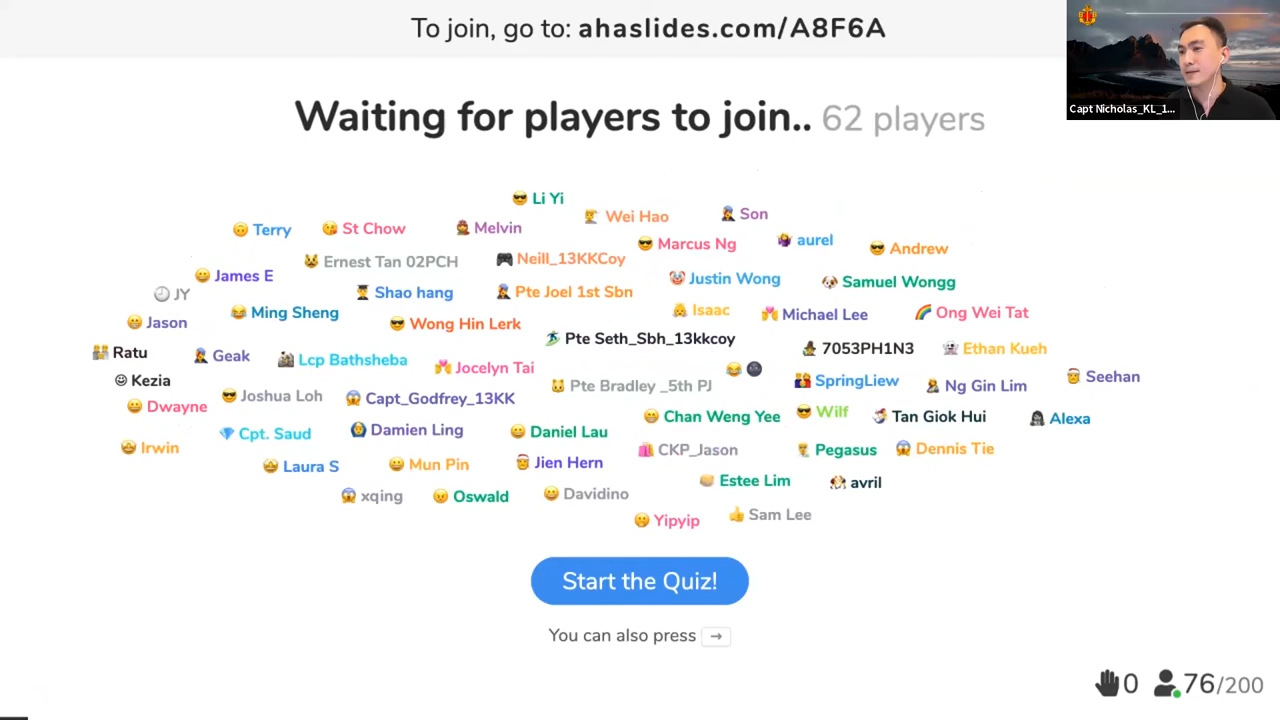 To join, go to: ahaslides.com/A8F6A
Capt Nicholas_KL_1...
Waiting for players to join.. 62 players
Li Yi
Wei Hao
Son
Terry
St Chow
Melvin
Marcus Ng
aurel
Andrew
Ernest Tan 02PCH
Neill_13KKCoy
James E
Justin Wong
Samuel Wongg
JY
Shao hang
Pte Joel 1st Sbn
Ming Sheng
Isaac
Michael Lee
Ong Wei Tat
Jason
Wong Hin Lerk
Pte Seth_Sbh_13kkcoy
7053PH1N3
Ethan Kueh
Ratu
Geak
Lcp Bathsheba
Jocelyn Tai
Kezia
Joshua Loh
Pte Bradley _5th PJ
SpringLiew
Ng Gin Lim
Seehan
Dwayne
Capt_Godfrey_13KK
Chan Weng Yee
Wilf
Tan Giok Hui
Alexa
Cpt. Saud
Damien Ling
Daniel Lau
Irwin
CKP_Jason
Pegasus
Dennis Tie
Laura S
Mun Pin
Jien Hern
Estee Lim
avril
xqing
Oswald
Davidino
Yipyip
Sam Lee
Start the Quiz!
You can also press →
0 76/200